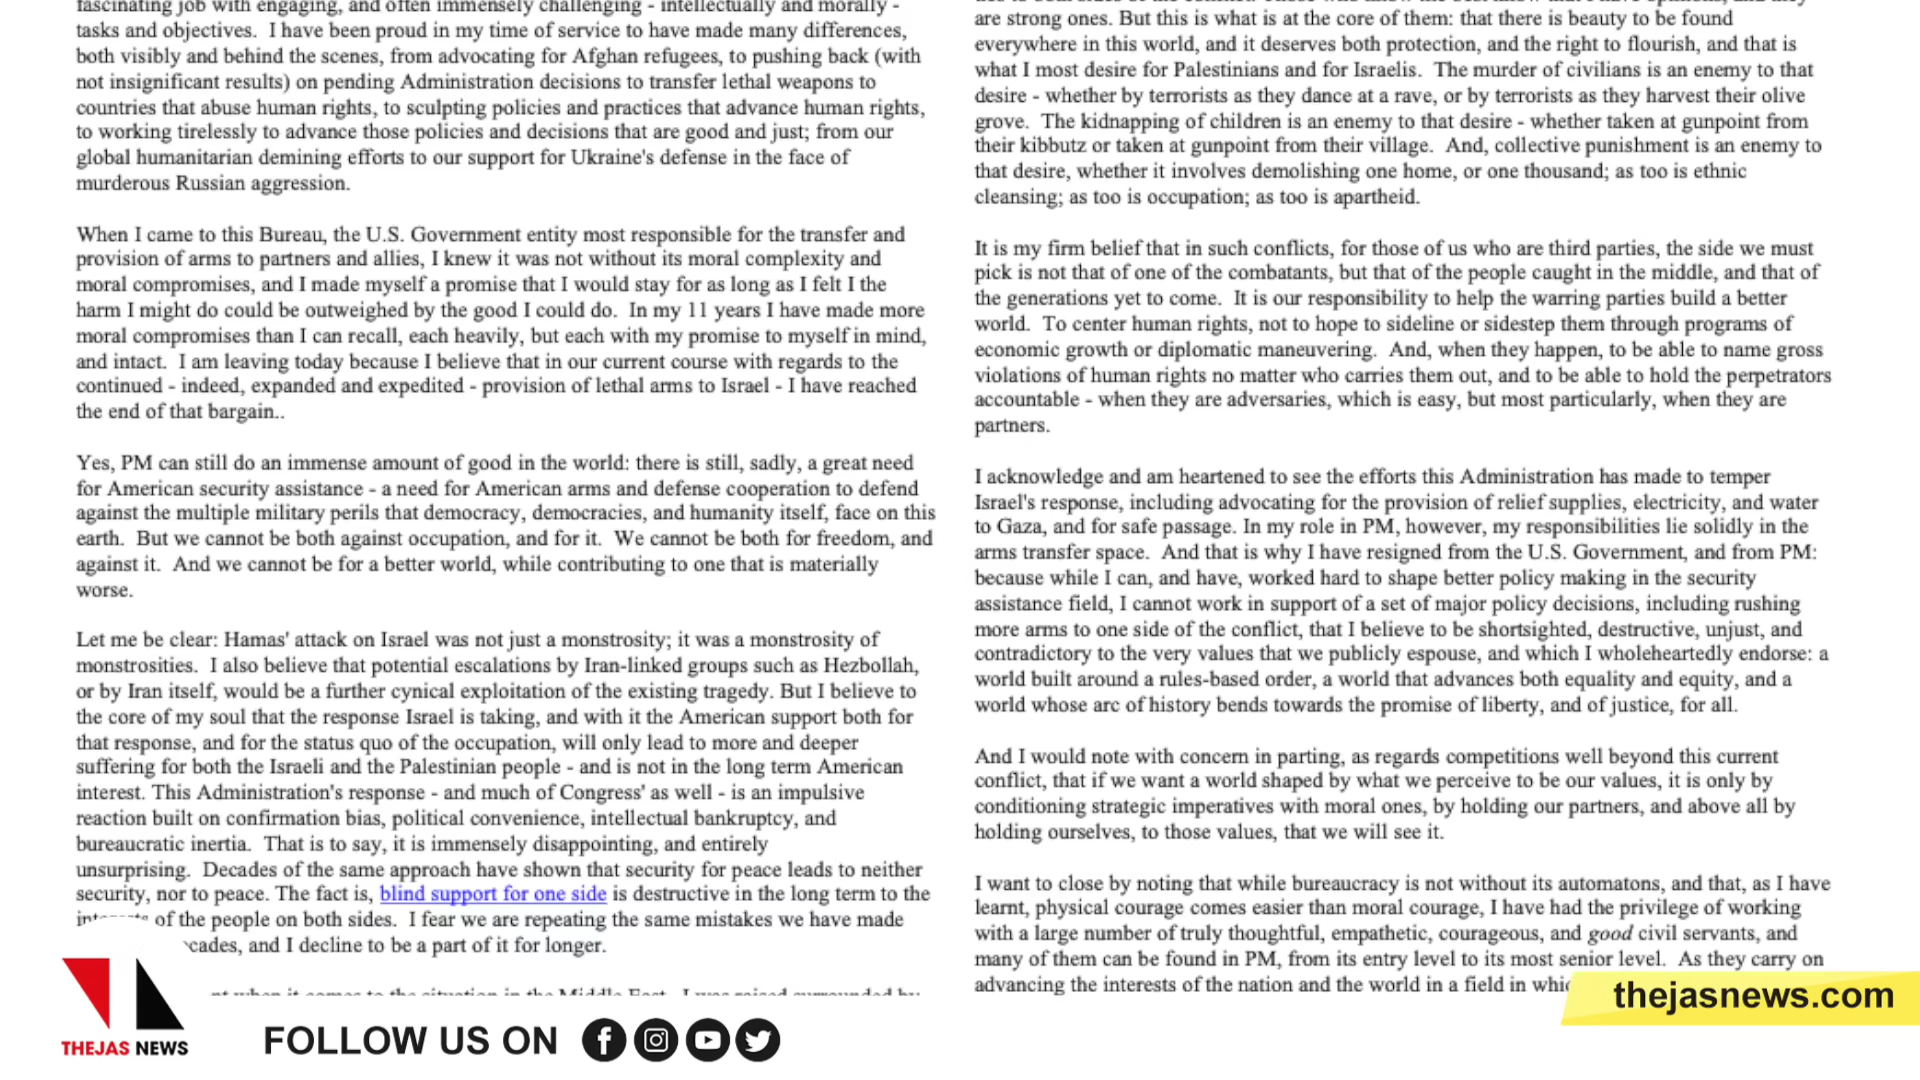 fascinating job with engaging, and often immensely challenging - intellectually and morally -
tasks and objectives.  I have been proud in my time of service to have made many differences,
both visibly and behind the scenes, from advocating for Afghan refugees, to pushing back (with
not insignificant results) on pending Administration decisions to transfer lethal weapons to
countries that abuse human rights, to sculpting policies and practices that advance human rights,
to working tirelessly to advance those policies and decisions that are good and just; from our
global humanitarian demining efforts to our support for Ukraine's defense in the face of
murderous Russian aggression.
When I came to this Bureau, the U.S. Government entity most responsible for the transfer and
provision of arms to partners and allies, I knew it was not without its moral complexity and
moral compromises, and I made myself a promise that I would stay for as long as I felt I the
harm I might do could be outweighed by the good I could do.  In my 11 years I have made more
moral compromises than I can recall, each heavily, but each with my promise to myself in mind,
and intact.  I am leaving today because I believe that in our current course with regards to the
continued - indeed, expanded and expedited - provision of lethal arms to Israel - I have reached
the end of that bargain..
Yes, PM can still do an immense amount of good in the world: there is still, sadly, a great need
for American security assistance - a need for American arms and defense cooperation to defend
against the multiple military perils that democracy, democracies, and humanity itself, face on this
earth.  But we cannot be both against occupation, and for it.  We cannot be both for freedom, and
against it.  And we cannot be for a better world, while contributing to one that is materially
worse.
Let me be clear: Hamas' attack on Israel was not just a monstrosity; it was a monstrosity of
monstrosities.  I also believe that potential escalations by Iran-linked groups such as Hezbollah,
or by Iran itself, would be a further cynical exploitation of the existing tragedy. But I believe to
the core of my soul that the response Israel is taking, and with it the American support both for
that response, and for the status quo of the occupation, will only lead to more and deeper
suffering for both the Israeli and the Palestinian people - and is not in the long term American
interest. This Administration's response - and much of Congress' as well - is an impulsive
reaction built on confirmation bias, political convenience, intellectual bankruptcy, and
bureaucratic inertia.  That is to say, it is immensely disappointing, and entirely
unsurprising.  Decades of the same approach have shown that security for peace leads to neither
security, nor to peace. The fact is, blind support for one side is destructive in the long term to the
of the people on both sides.  I fear we are repeating the same mistakes we have made
cades, and I decline to be a part of it for longer.
when it comes to the situation in the Middle East. I was raised surrounded by
are strong ones. But this is what is at the core of them: that there is beauty to be found
everywhere in this world, and it deserves both protection, and the right to flourish, and that is
what I most desire for Palestinians and for Israelis.  The murder of civilians is an enemy to that
desire - whether by terrorists as they dance at a rave, or by terrorists as they harvest their olive
grove.  The kidnapping of children is an enemy to that desire - whether taken at gunpoint from
their kibbutz or taken at gunpoint from their village.  And, collective punishment is an enemy to
that desire, whether it involves demolishing one home, or one thousand; as too is ethnic
cleansing; as too is occupation; as too is apartheid.
It is my firm belief that in such conflicts, for those of us who are third parties, the side we must
pick is not that of one of the combatants, but that of the people caught in the middle, and that of
the generations yet to come.  It is our responsibility to help the warring parties build a better
world.  To center human rights, not to hope to sideline or sidestep them through programs of
economic growth or diplomatic maneuvering.  And, when they happen, to be able to name gross
violations of human rights no matter who carries them out, and to be able to hold the perpetrators
accountable - when they are adversaries, which is easy, but most particularly, when they are
partners.
I acknowledge and am heartened to see the efforts this Administration has made to temper
Israel's response, including advocating for the provision of relief supplies, electricity, and water
to Gaza, and for safe passage. In my role in PM, however, my responsibilities lie solidly in the
arms transfer space.  And that is why I have resigned from the U.S. Government, and from PM:
because while I can, and have, worked hard to shape better policy making in the security
assistance field, I cannot work in support of a set of major policy decisions, including rushing
more arms to one side of the conflict, that I believe to be shortsighted, destructive, unjust, and
contradictory to the very values that we publicly espouse, and which I wholeheartedly endorse: a
world built around a rules-based order, a world that advances both equality and equity, and a
world whose arc of history bends towards the promise of liberty, and of justice, for all.
And I would note with concern in parting, as regards competitions well beyond this current
conflict, that if we want a world shaped by what we perceive to be our values, it is only by
conditioning strategic imperatives with moral ones, by holding our partners, and above all by
holding ourselves, to those values, that we will see it.
I want to close by noting that while bureaucracy is not without its automatons, and that, as I have
learnt, physical courage comes easier than moral courage, I have had the privilege of working
with a large number of truly thoughtful, empathetic, courageous, and good civil servants, and
many of them can be found in PM, from its entry level to its most senior level.  As they carry on
advancing the interests of the nation and the world in a field in whic
THEJAS NEWS
FOLLOW US ON
thejasnews.com